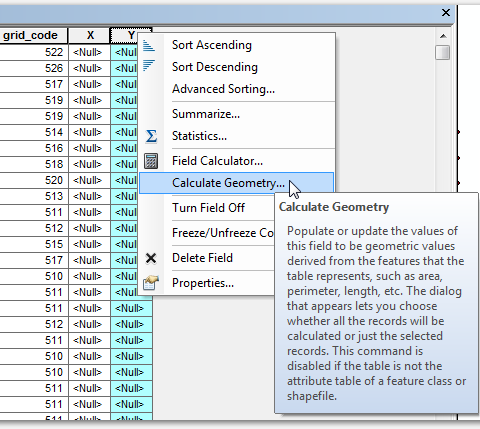 grid_code X Y
522 <Null> <Nul
526 <Null> <Nul
517 <Null> <Nul
519 <Null> <Nul
519 <Null> <Nul
514 <Null> <Nul
516 <Null> <Nul
518 <Null> <Nul
520 <Null> <Nul
513 <Null> <Nul
511 <Null> <Nul
512 <Null> <Nul
515 <Null> <Nul
517 <Null> <Nul
510 <Null> <Nul
511 <Null> <Nul
511 <Null> <Null>
512 <Null> <Null>
511 <Null> <Null>
510 <Null> <Null>
510 <Null> <Null>
511 <Null> <Null>
511 <Null> <Null>
Sort Ascending
Sort Descending
Advanced Sorting...
Summarize...
Σ Statistics...
Field Calculator...
Calculate Geometry...
Turn Field Off
Freeze/Unfreeze Co
Delete Field
Properties...
Calculate Geometry
Populate or update the values of
this field to be geometric values
derived from the features that the
table represents, such as area,
perimeter, length, etc. The dialog
that appears lets you choose
whether all the records will be
calculated or just the selected
records. This command is
disabled if the table is not the
attribute table of a feature class or
shapefile.